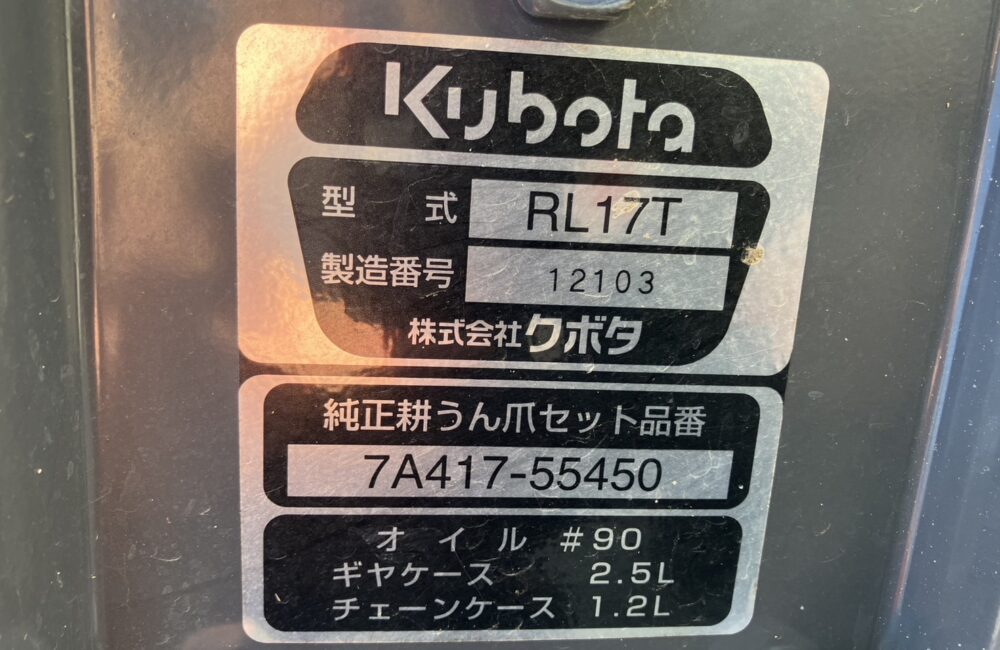 Kubota
型式 RL17T
製造番号 12103
株式会社クボタ
純正耕うん爪セット品番
7A417-55450
オイル #90
ギヤケース 2.5L
チェーンケース 1.2L